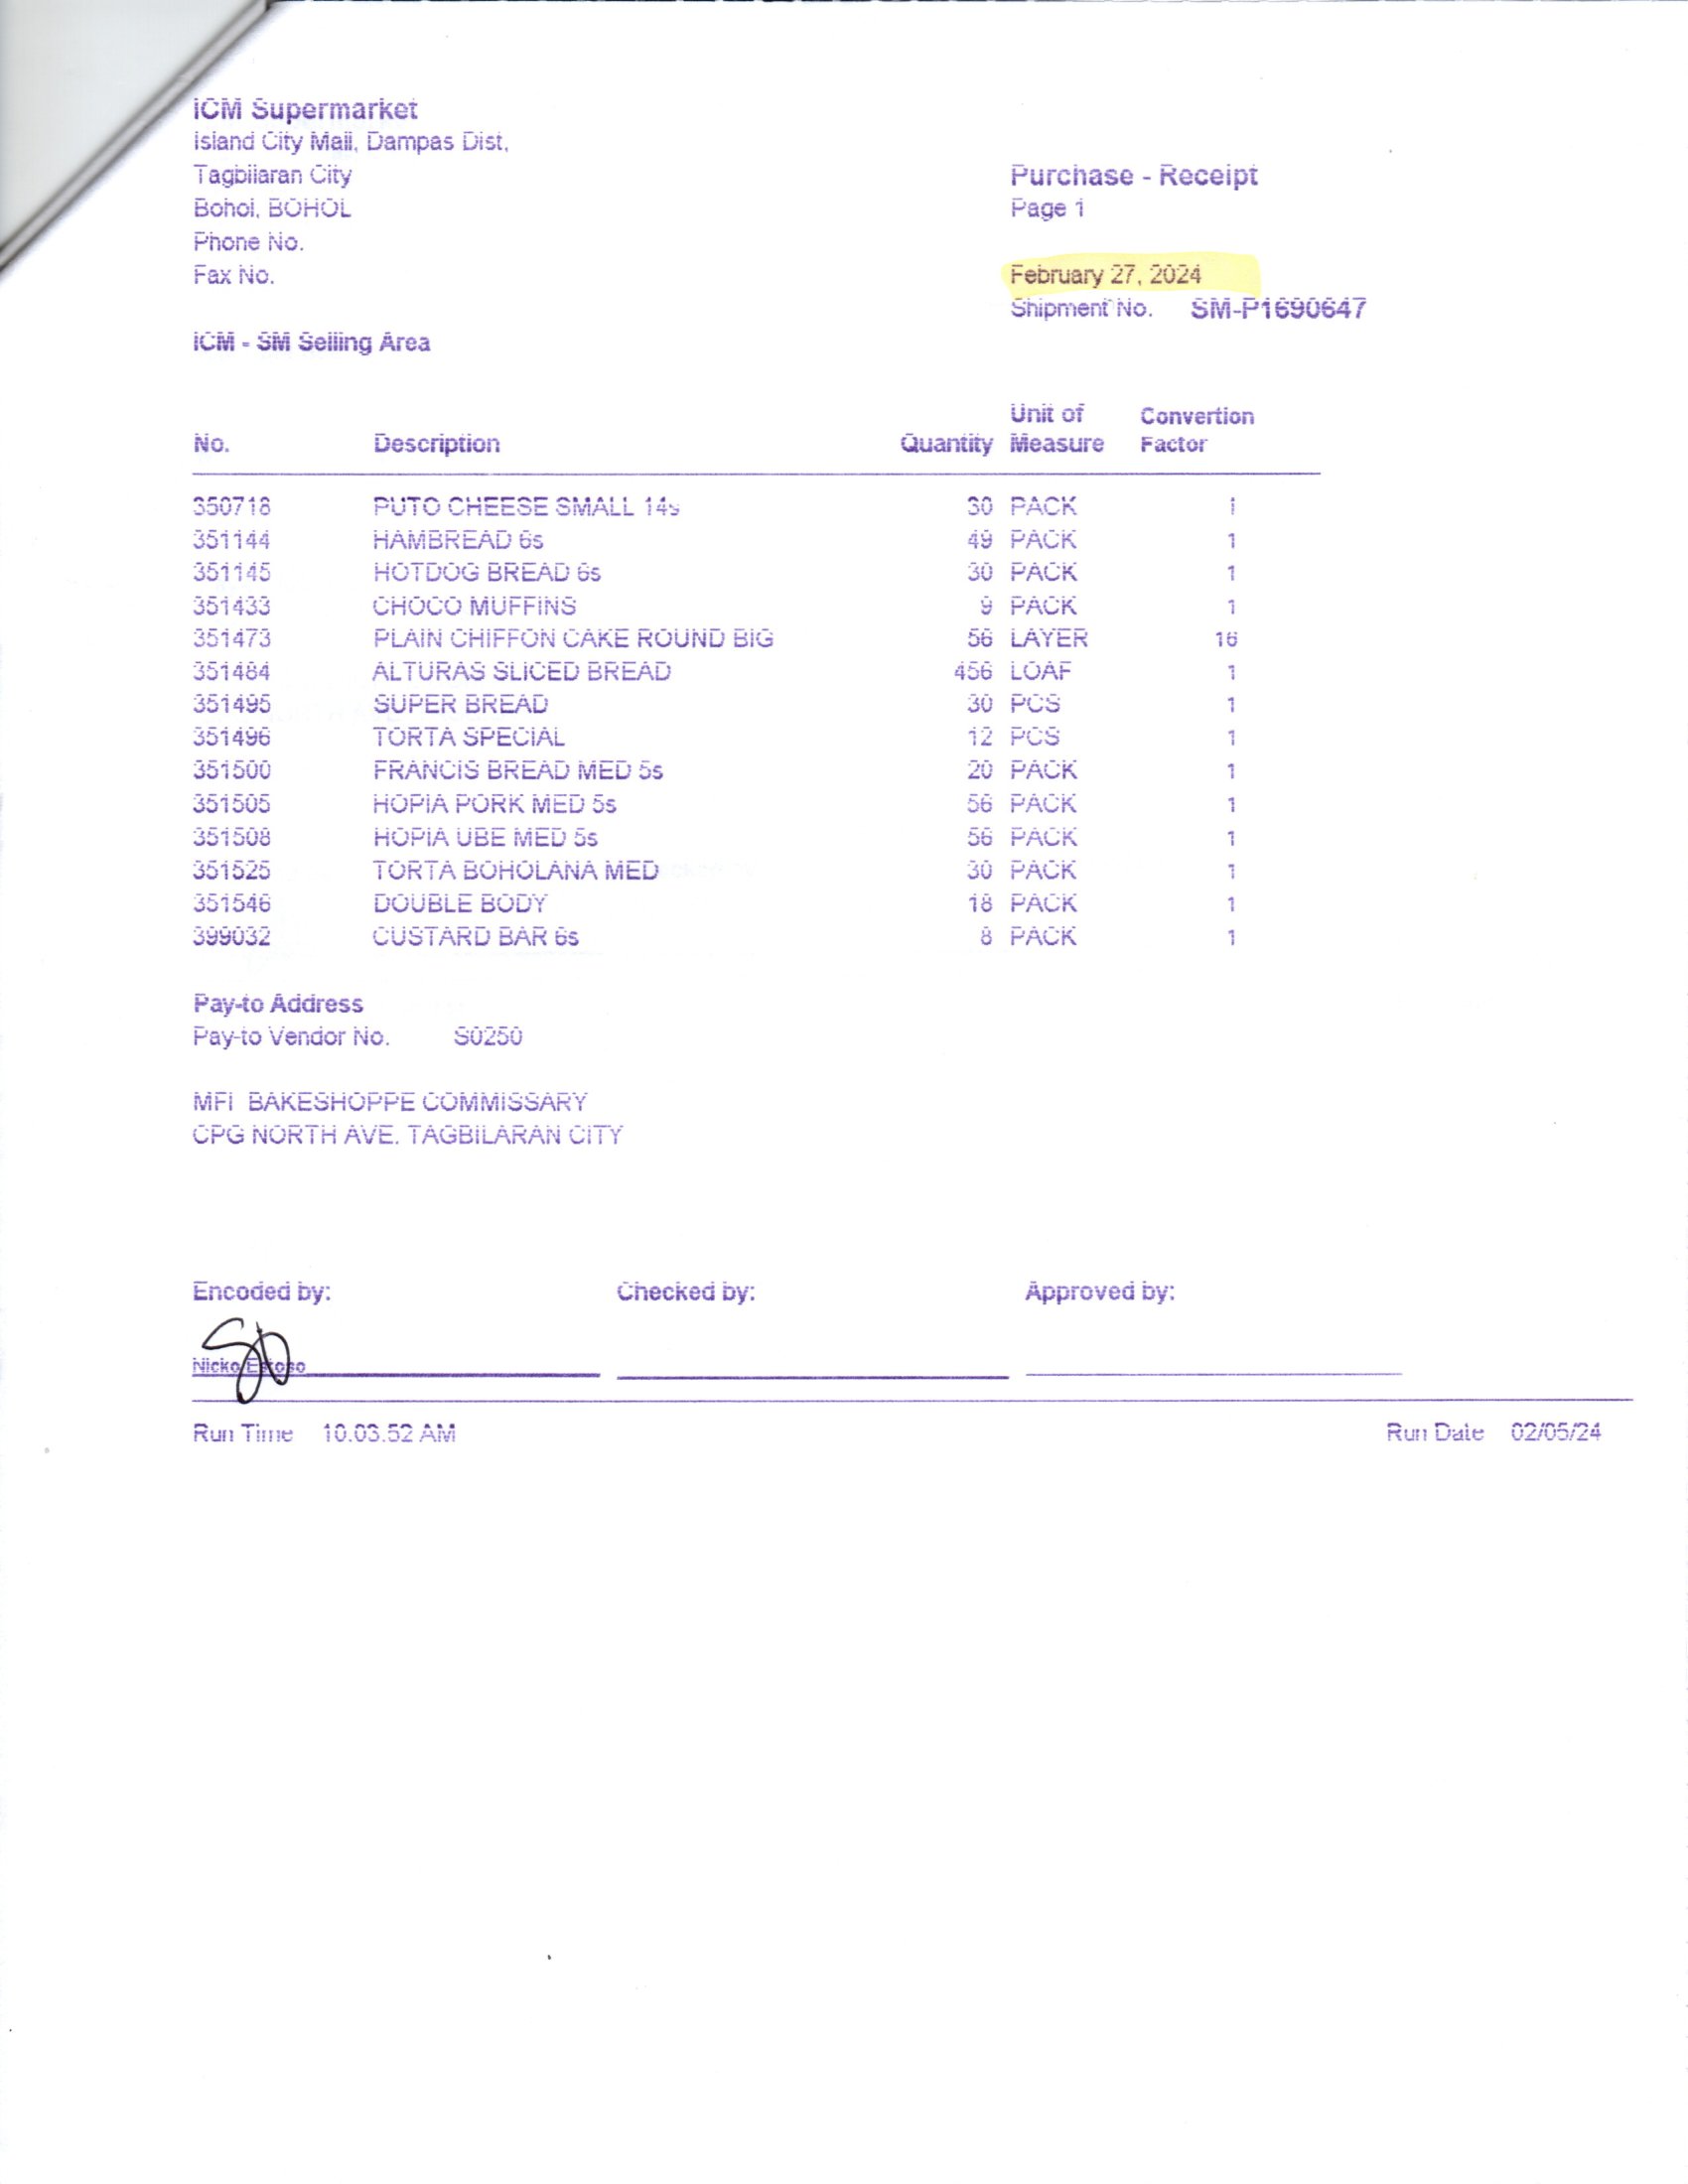 ICM Supermarket
Island City Mall, Dampas Dist,
Tagbilaran City
Bohol, BOHOL
Phone No.
Fax No.
Purchase - Receipt
Page 1
February 27, 2024
Shipment No. SM-P1690647
ICM - SM Selling Area
No. Description Quantity Unit of Measure Convertion Factor
350718 PUTO CHEESE SMALL 14s 30 PACK 1
351144 HAMBREAD 6s 49 PACK 1
351145 HOTDOG BREAD 6s 30 PACK 1
351433 CHOCO MUFFINS 9 PACK 1
351473 PLAIN CHIFFON CAKE ROUND BIG 56 LAYER 16
351484 ALTURAS SLICED BREAD 456 LOAF 1
351495 SUPER BREAD 30 PCS 1
351496 TORTA SPECIAL 12 PCS 1
351500 FRANCIS BREAD MED 5s 20 PACK 1
351505 HOPIA PORK MED 5s 56 PACK 1
351508 HOPIA UBE MED 5s 56 PACK 1
351525 TORTA BOHOLANA MED 30 PACK 1
351546 DOUBLE BODY 18 PACK 1
399032 CUSTARD BAR 6s 8 PACK 1
Pay-to Address
Pay-to Vendor No. S0250
MFI BAKESHOPPE COMMISSARY
CPG NORTH AVE. TAGBILARAN CITY
Encoded by: Checked by: Approved by:
Nicko Estoso
Run Time 10.03.52 AM Run Date 02/05/24